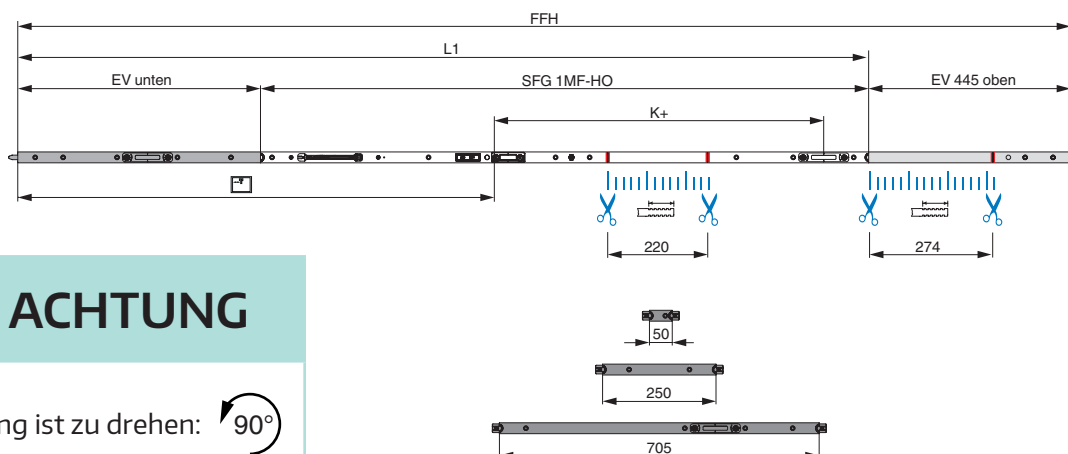 FFH
L1
EV unten SFG 1MF-HO EV 445 oben
K+
220 274
ACHTUNG
50
250
ng ist zu drehen: 90°
705